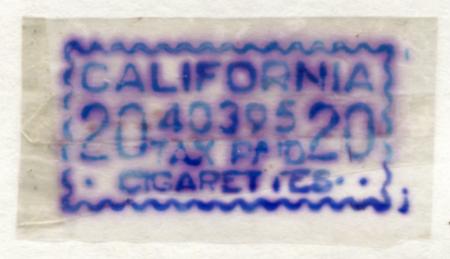 CALIFORNIA
20 40395 20
TAX PAID
CIGARETTES